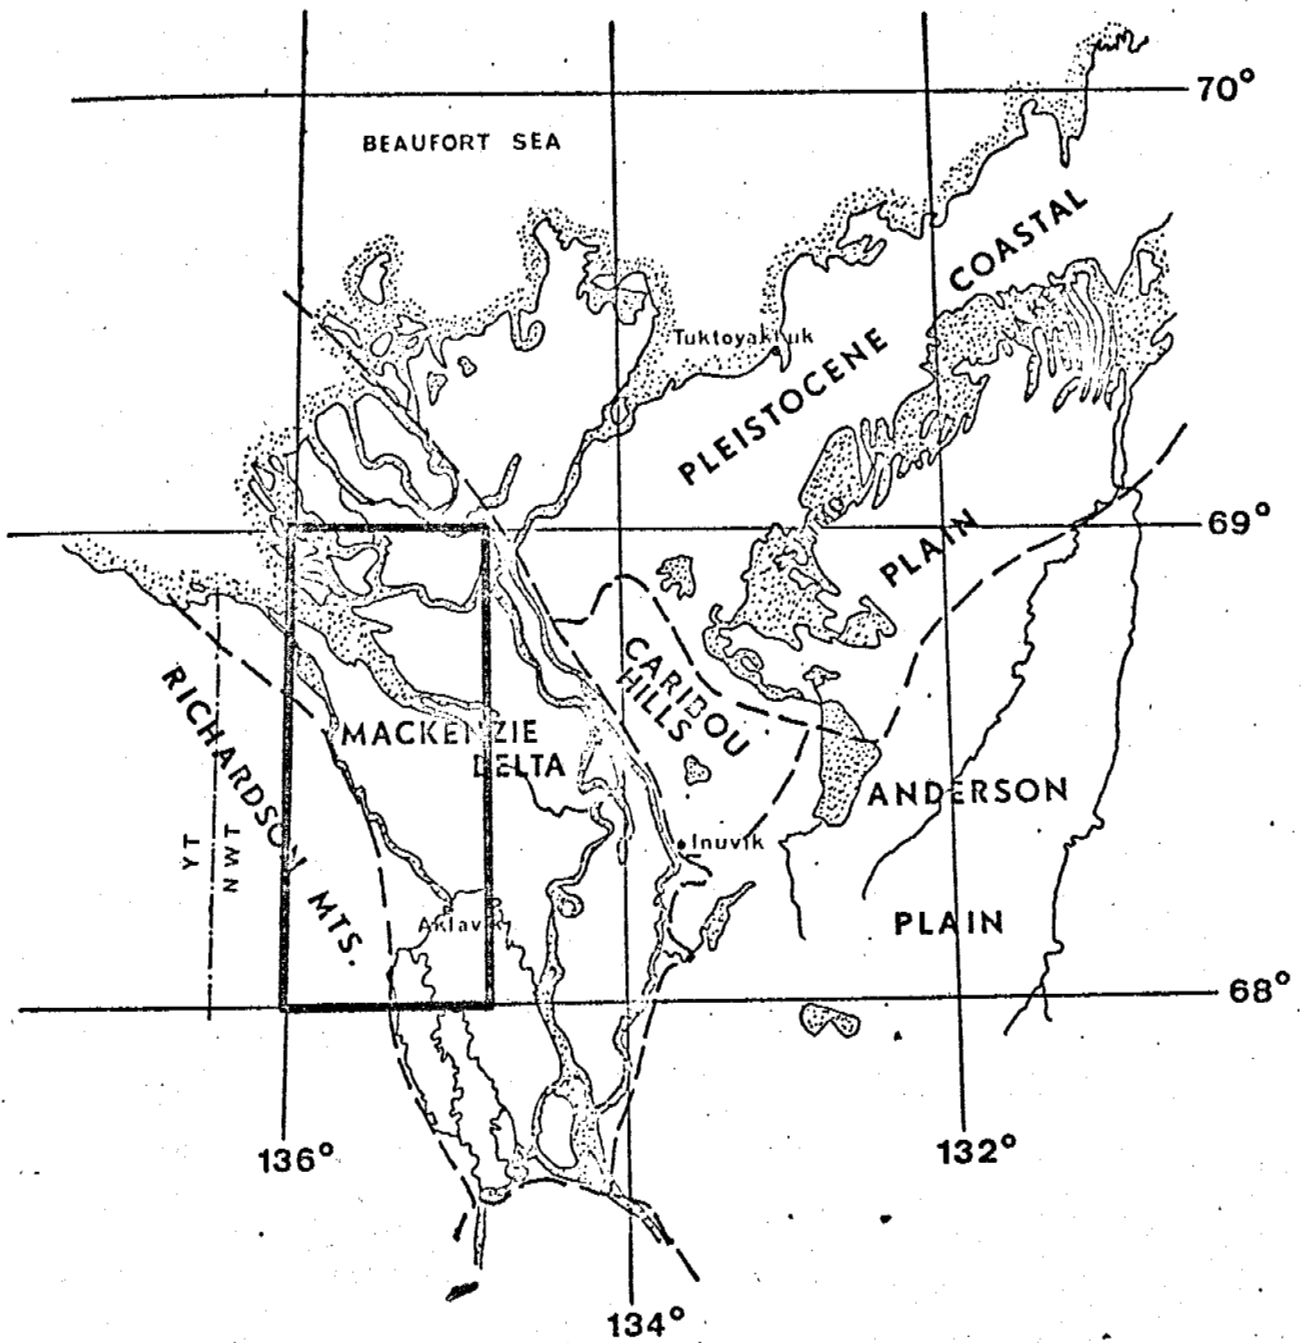 70°
BEAUFORT SEA
COASTAL
Tuktoyaktuk
PLEISTOCENE
69°
PLAIN
CARIBOU
HILLS
RICHARDSON MTS.
MACKENZIE
DELTA
ANDERSON
YT
NWT
Inuvik
Aklavik
PLAIN
68°
136°
132°
134°